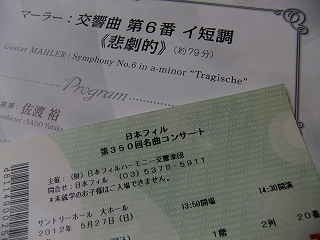 マーラー：交響曲 第６番 イ短調
《悲劇的》（約79分）
Gustav MAHLER : Symphony No.6 in a-minor “Tragische”
Program
指揮：佐渡 裕
SADO Yutaka
日本フィル
第３５０回名曲コンサート
主催：（財）日本フィルハーモニー交響楽団
問合せ：日本フィル （03）5378-5911
＊未就学のお子様はご入場できません。
サントリーホール 大ホール
13:50開場 14:30開演
2012年 5月27日（日）
1階 2列 20番